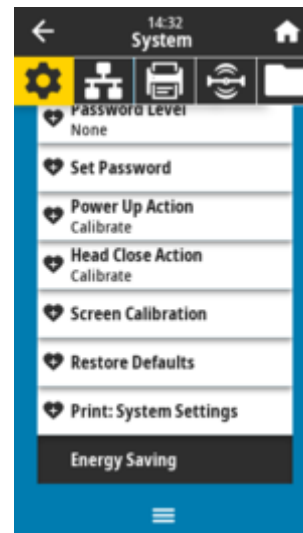 14:32
System
Password Level
None
Set Password
Power Up Action
Calibrate
Head Close Action
Calibrate
Screen Calibration
Restore Defaults
Print: System Settings
Energy Saving